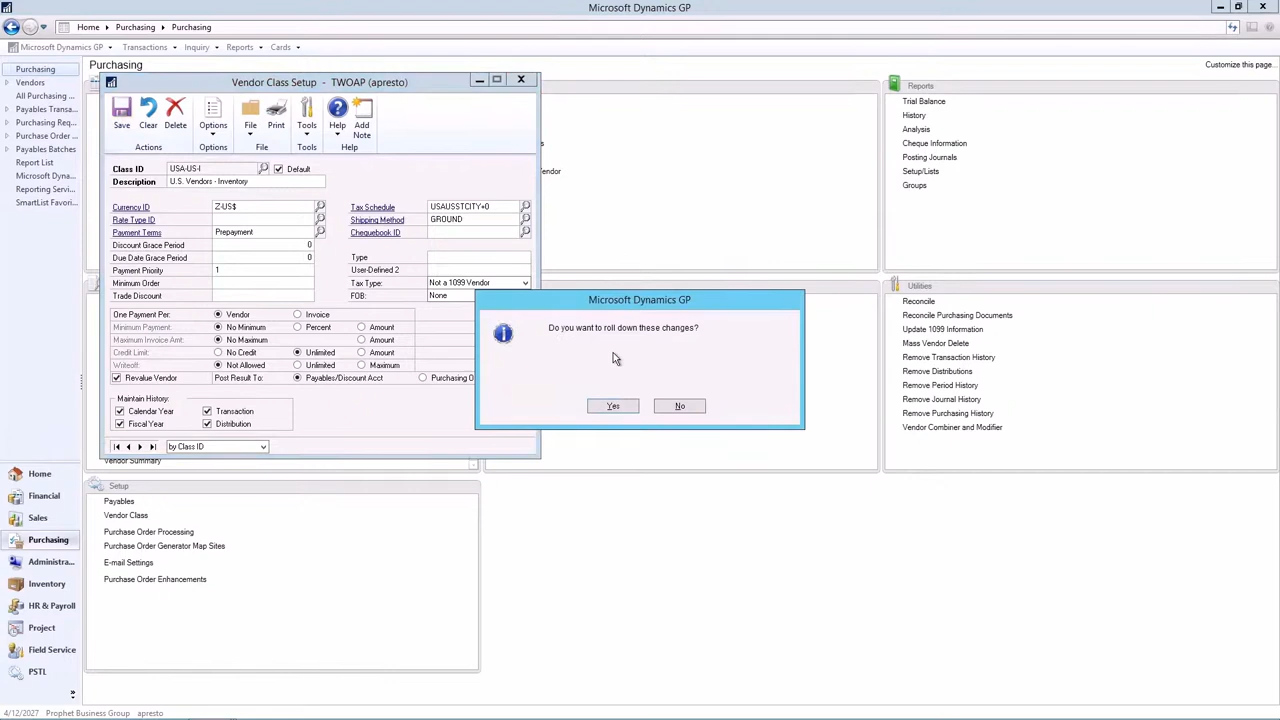 Microsoft Dynamics GP
Home
Purchasing
Purchasing
Microsoft Dynamics GP
Transactions
Inquiry
Reports
Cards
Purchasing
Vendors
All Purchasing ...
Payables Transa...
Purchasing Req...
Purchase Order ...
Payables Batches
Report List
Microsoft Dyna...
Reporting Servi...
SmartList Favori...
Home
Financial
Sales
Purchasing
Administra...
Inventory
HR & Payroll
Project
Field Service
PSTL
Purchasing
Customize this page...
Vendor Class Setup - TWOAP (apresto)
Save
Clear
Delete
Options
File
Print
Tools
Help
Add
Note
Actions
Options
File
Tools
Help
Class ID
USA-US-I
Default
Description
U.S. Vendors - Inventory
Currency ID
Z-US$
Tax Schedule
USAUSSTCITY+0
Rate Type ID
Shipping Method
GROUND
Payment Terms
Prepayment
Chequebook ID
Discount Grace Period
0
Due Date Grace Period
0
Type
Payment Priority
1
User-Defined 2
Minimum Order
Tax Type:
Not a 1099 Vendor
Trade Discount
FOB:
None
One Payment Per:
Vendor
Invoice
Minimum Payment:
No Minimum
Percent
Amount
Maximum Invoice Amt:
No Maximum
Amount
Credit Limit:
No Credit
Unlimited
Amount
Writeoff:
Not Allowed
Unlimited
Maximum
Revalue Vendor
Post Result To:
Payables/Discount Acct
Purchasing O
Maintain History:
Calendar Year
Transaction
Fiscal Year
Distribution
by Class ID
Vendor Summary
Microsoft Dynamics GP
Do you want to roll down these changes?
Yes
No
Setup
Payables
Vendor Class
Purchase Order Processing
Purchase Order Generator Map Sites
E-mail Settings
Purchase Order Enhancements
Reports
Trial Balance
History
Analysis
Cheque Information
Posting Journals
Setup/Lists
Groups
Utilities
Reconcile
Reconcile Purchasing Documents
Update 1099 Information
Mass Vendor Delete
Remove Transaction History
Remove Distributions
Remove Period History
Remove Journal History
Remove Purchasing History
Vendor Combiner and Modifier
4/12/2027
Prophet Business Group
apresto